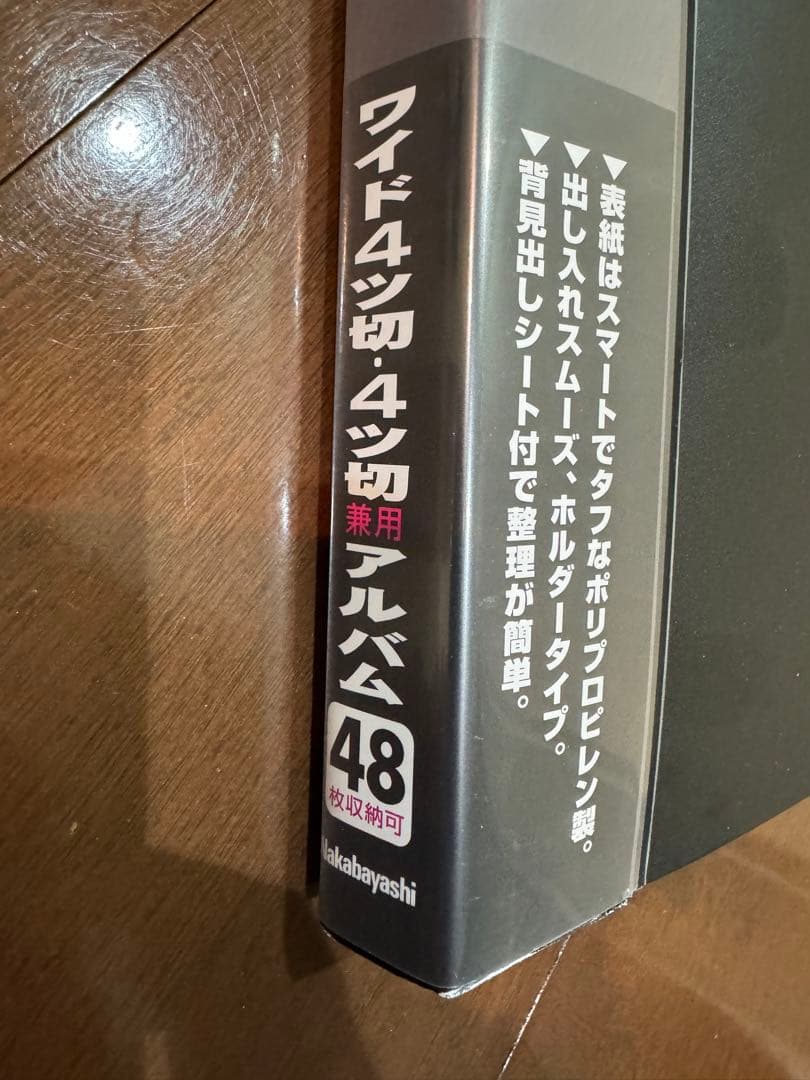 ▼表紙はスマートでタフなポリプロピレン製。
▼出し入れスムーズ、ホルダータイプ。
▼背見出しシート付で整理が簡単。
ワイド4ツ切・4ツ切兼用アルバム
48
枚収納可
Nakabayashi